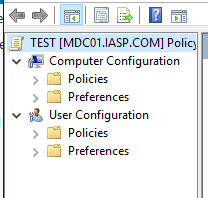 TEST [MDC01.IASP.COM] Policy
Computer Configuration
Policies
Preferences
User Configuration
Policies
Preferences